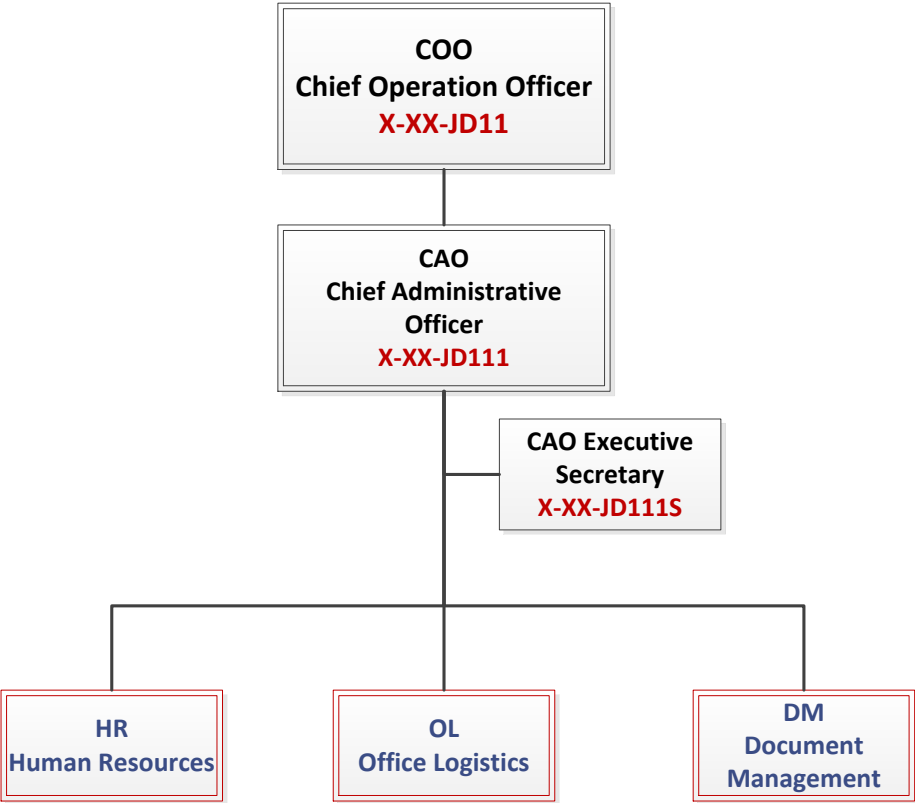 COO
Chief Operation Officer
X-XX-JD11
CAO
Chief Administrative
Officer
X-XX-JD111
CAO Executive
Secretary
X-XX-JD111S
HR
Human Resources
OL
Office Logistics
DM
Document
Management